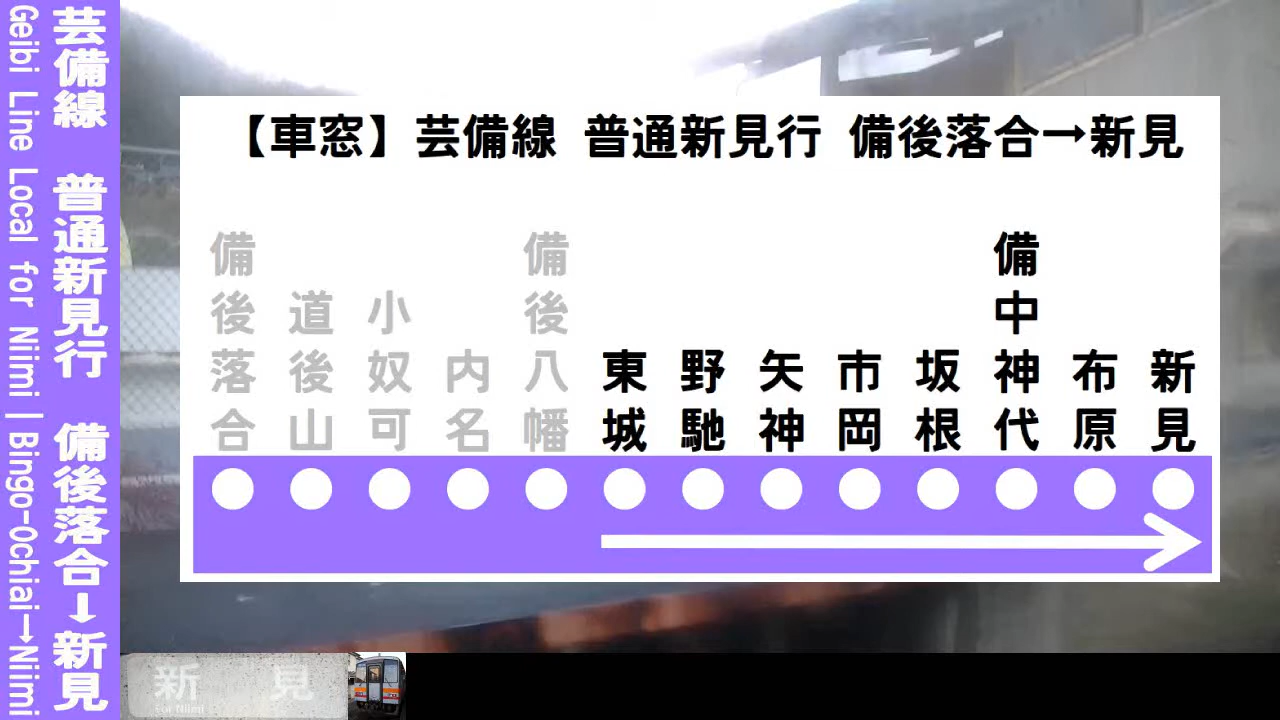 芸備線 普通新見行 備後落合→新見
Geibi Line Local for Niimi | Bingo-Ochiai→Niimi
【車窓】芸備線 普通新見行 備後落合→新見
備後落合
道後山
小奴可
内名
備後八幡
東城
野馳
矢神
市岡
坂根
備中神代
布原
新見
新見
For Niimi